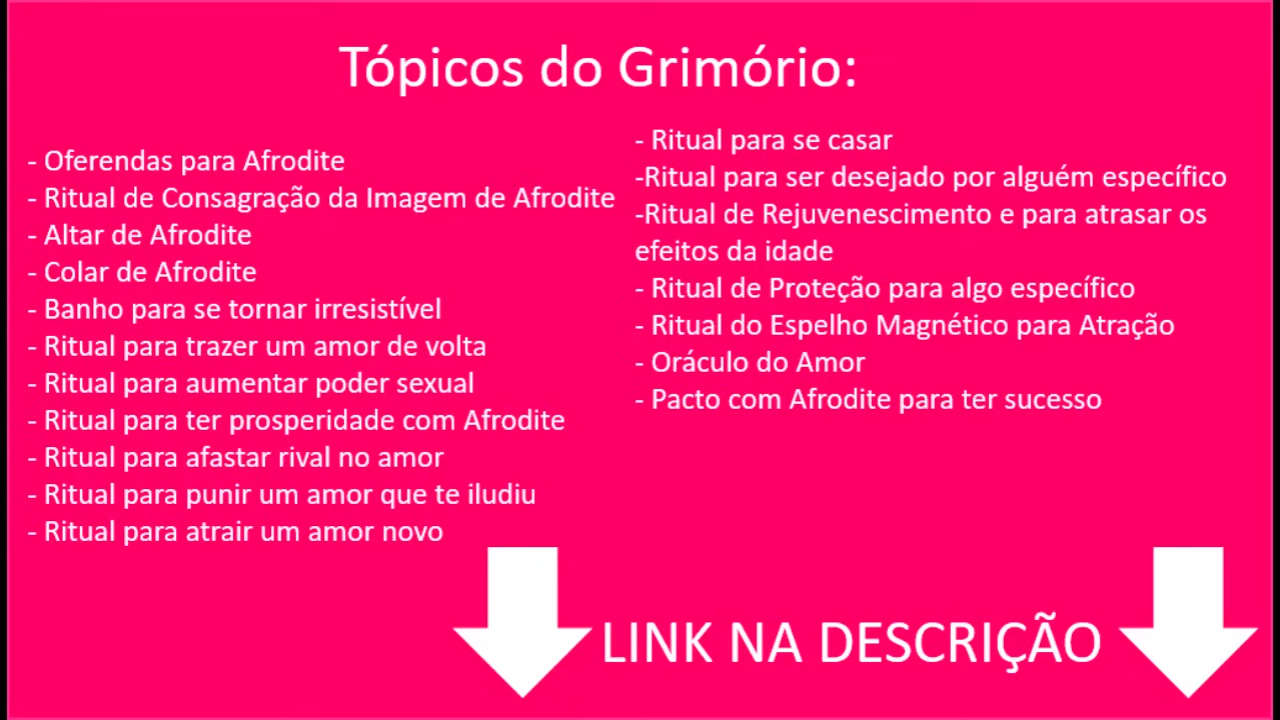 Tópicos do Grimório:
- Oferendas para Afrodite
- Ritual de Consagração da Imagem de Afrodite
- Altar de Afrodite
- Colar de Afrodite
- Banho para se tornar irresistível
- Ritual para trazer um amor de volta
- Ritual para aumentar poder sexual
- Ritual para ter prosperidade com Afrodite
- Ritual para afastar rival no amor
- Ritual para punir um amor que te iludiu
- Ritual para atrair um amor novo
- Ritual para se casar
-Ritual para ser desejado por alguém específico
-Ritual de Rejuvenescimento e para atrasar os
efeitos da idade
- Ritual de Proteção para algo específico
- Ritual do Espelho Magnético para Atração
- Oráculo do Amor
- Pacto com Afrodite para ter sucesso
LINK NA DESCRIÇÃO